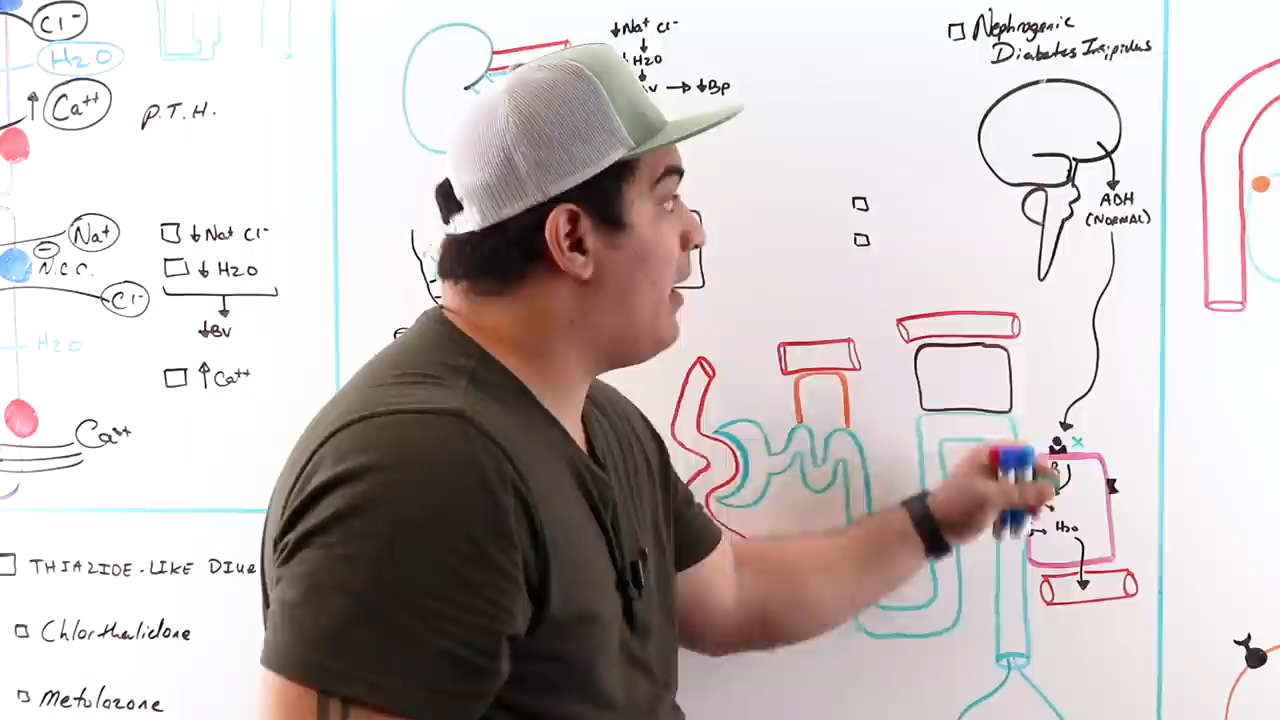 Cl⁻
H2O
↑ Ca⁺⁺
P.T.H.
Na⁺
N.C.C.
Cl⁻
H2O
Ca⁺⁺
↓ Na⁺ Cl⁻
↓ H2O
↓BV
↑ Ca⁺⁺
THIAZIDE-LIKE
Chlorthalidone
Metolazone
↓Na⁺ Cl⁻
H2O
→ ↓BP
Nephrogenic
Diabetes Insipidus
ADH
(NORMAL)
H2O